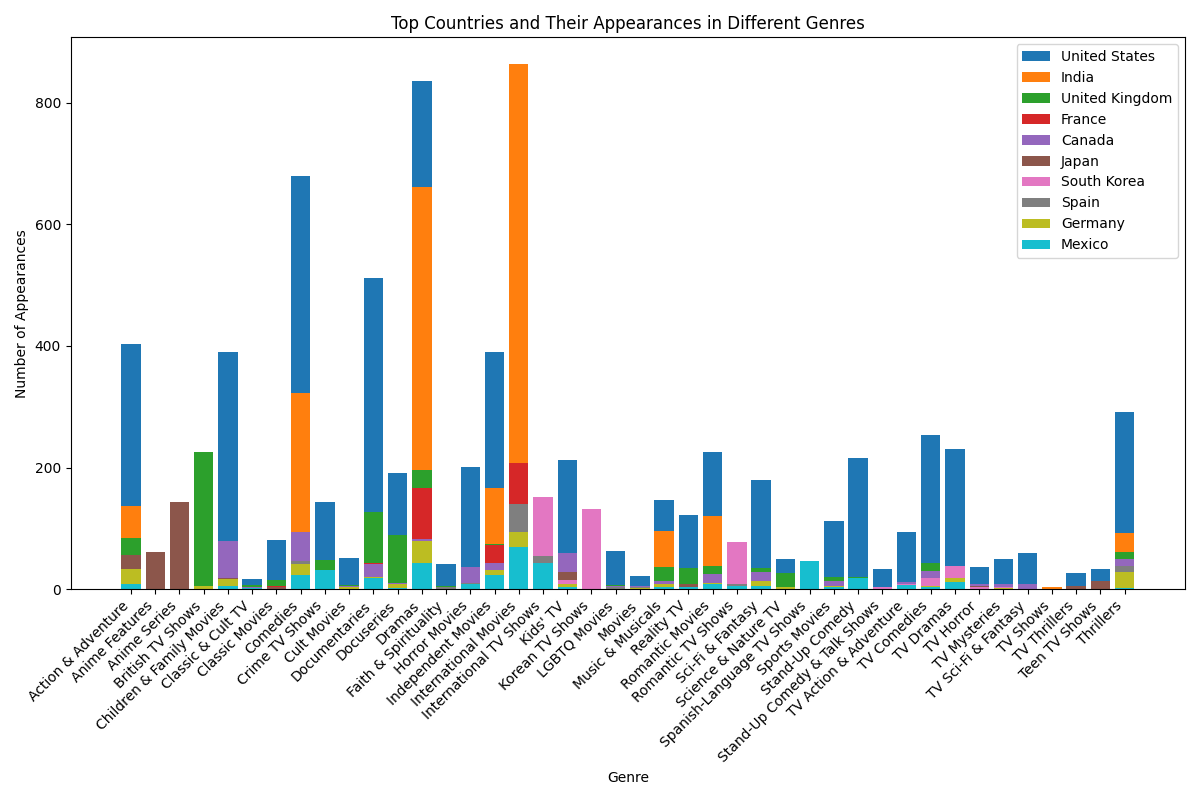 Top Countries and Their Appearances in Different Genres
United States
India
United Kingdom
France
Canada
Japan
South Korea
Spain
Germany
Mexico
Number of Appearances
800
600
400
200
0
Action & Adventure
Anime Features
Anime Series
British TV Shows
Children & Family Movies
Classic & Cult TV
Classic Movies
Comedies
Crime TV Shows
Cult Movies
Documentaries
Docuseries
Dramas
Faith & Spirituality
Horror Movies
Independent Movies
International Movies
International TV Shows
Kids' TV
Korean TV Shows
LGBTQ Movies
Movies
Music & Musicals
Reality TV
Romantic Movies
Romantic TV Shows
Sci-Fi & Fantasy
Science & Nature TV
Spanish-Language TV Shows
Sports Movies
Stand-Up Comedy
Stand-Up Comedy & Talk Shows
TV Action & Adventure
TV Comedies
TV Dramas
TV Horror
TV Mysteries
TV Sci-Fi & Fantasy
TV Shows
TV Thrillers
Teen TV Shows
Thrillers
Genre